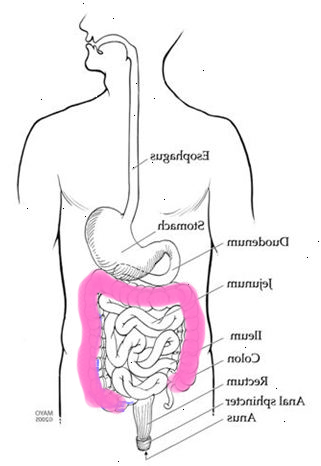 Esophagus
Stomach
Duodenum
Jejunum
Ileum
Colon
Rectum
Anal sphincter
Anus
MAYO
©2005